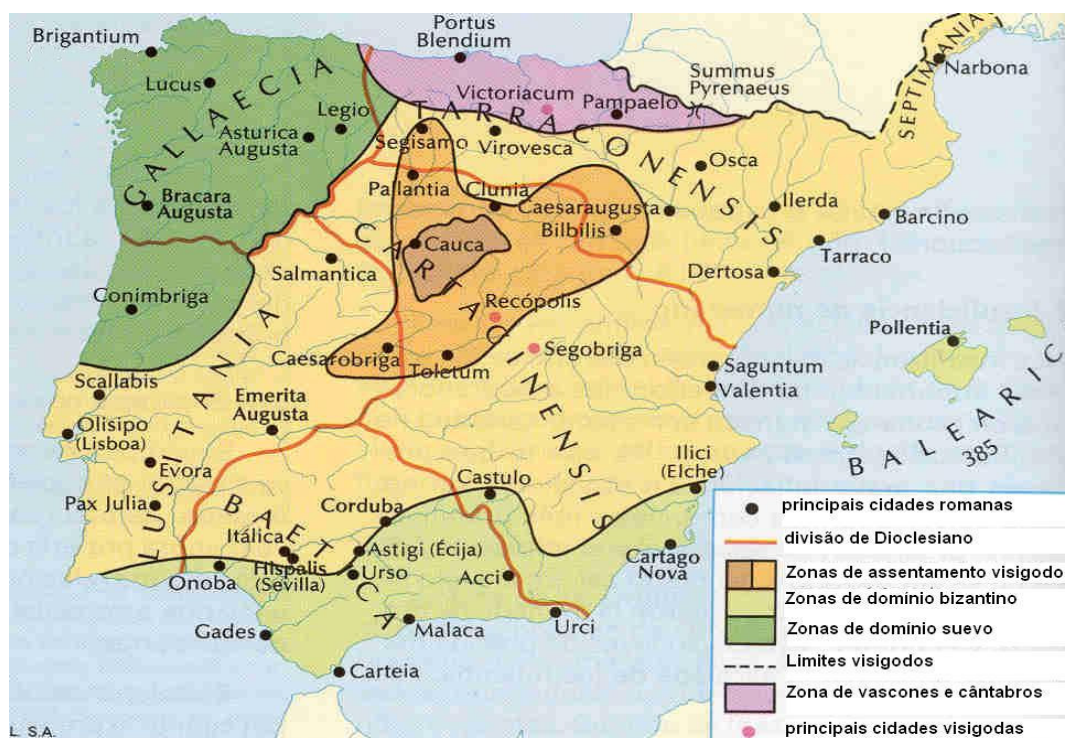 Brigantium
Portus
Blendium
Lucus
Victoriacum
Pampaelo
Summus
Pyrenaeus
SEPTIMANIA
Narbona
GALLAECIA
Legio
Asturica
Augusta
TARRACONENSIS
Segisamo
Virovesca
Osca
Bracara
Augusta
Pallantia
Clunia
Caesaraugusta
Bilbilis
Ilerda
Barcino
Tarraco
Cauca
Salmantica
Dertosa
Conimbriga
CARTAGINENSIS
Recópolis
Pollentia
Caesarobriga
Toletum
Segobriga
Saguntum
Valentia
Scallabis
LUSITANIA
Emerita
Augusta
BALEARIC
385
Olisipo
(Lisboa)
Evora
Ilici
(Elche)
Castulo
Pax Julia
BAETICA
Corduba
Itálica
Astigi (Écija)
Hispalis
(Sevilla)
Urso
Acci
Cartago
Nova
Onoba
Gades
Malaca
Urci
Carteia
principais cidades romanas
divisão de Dioclesiano
Zonas de assentamento visigodo
Zonas de domínio bizantino
Zonas de domínio suevo
Limites visigodos
Zona de vascones e cântabros
principais cidades visigodas
L. S.A.